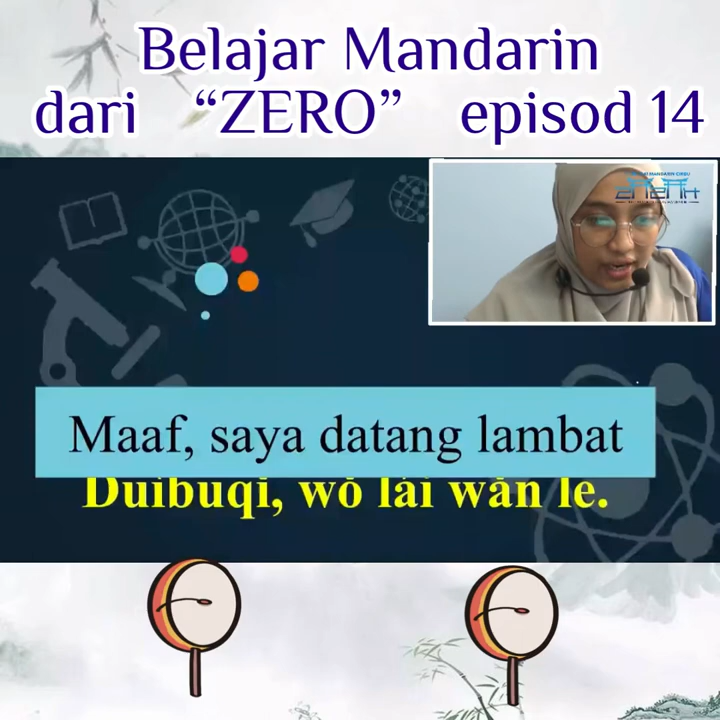 Belajar Mandarin
dari “ZERO” episod 14
Maaf, saya datang lambat
Duìbuqǐ, wǒ lái wǎn le.